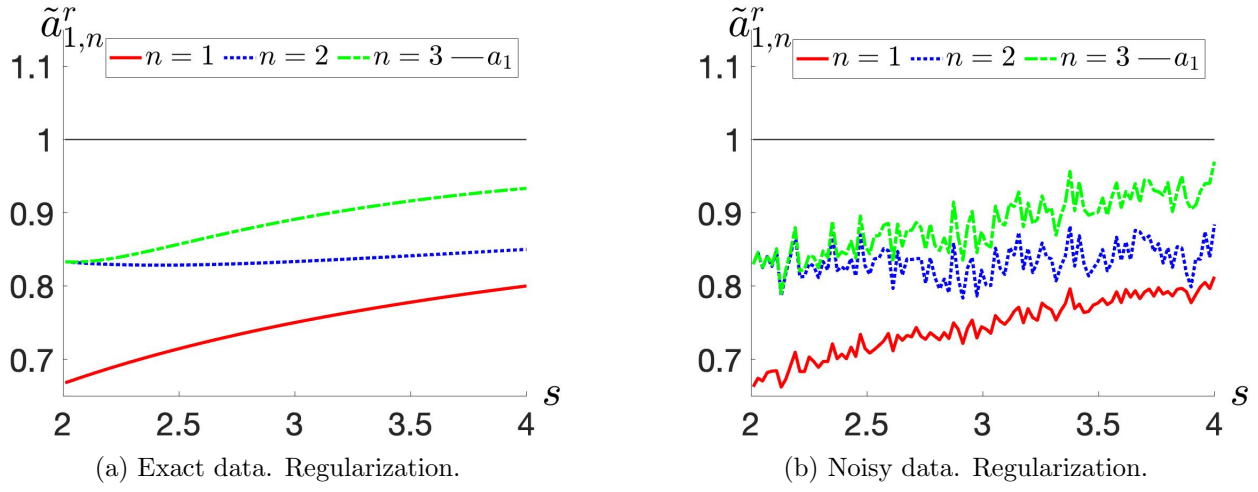 ã^r_{1,n}
n = 1 n = 2 n = 3 a_1
1.1
1
0.9
0.8
0.7
2 2.5 3 3.5 4 s
(a) Exact data. Regularization.
ã^r_{1,n}
n = 1 n = 2 n = 3 a_1
1.1
1
0.9
0.8
0.7
2 2.5 3 3.5 4 s
(b) Noisy data. Regularization.